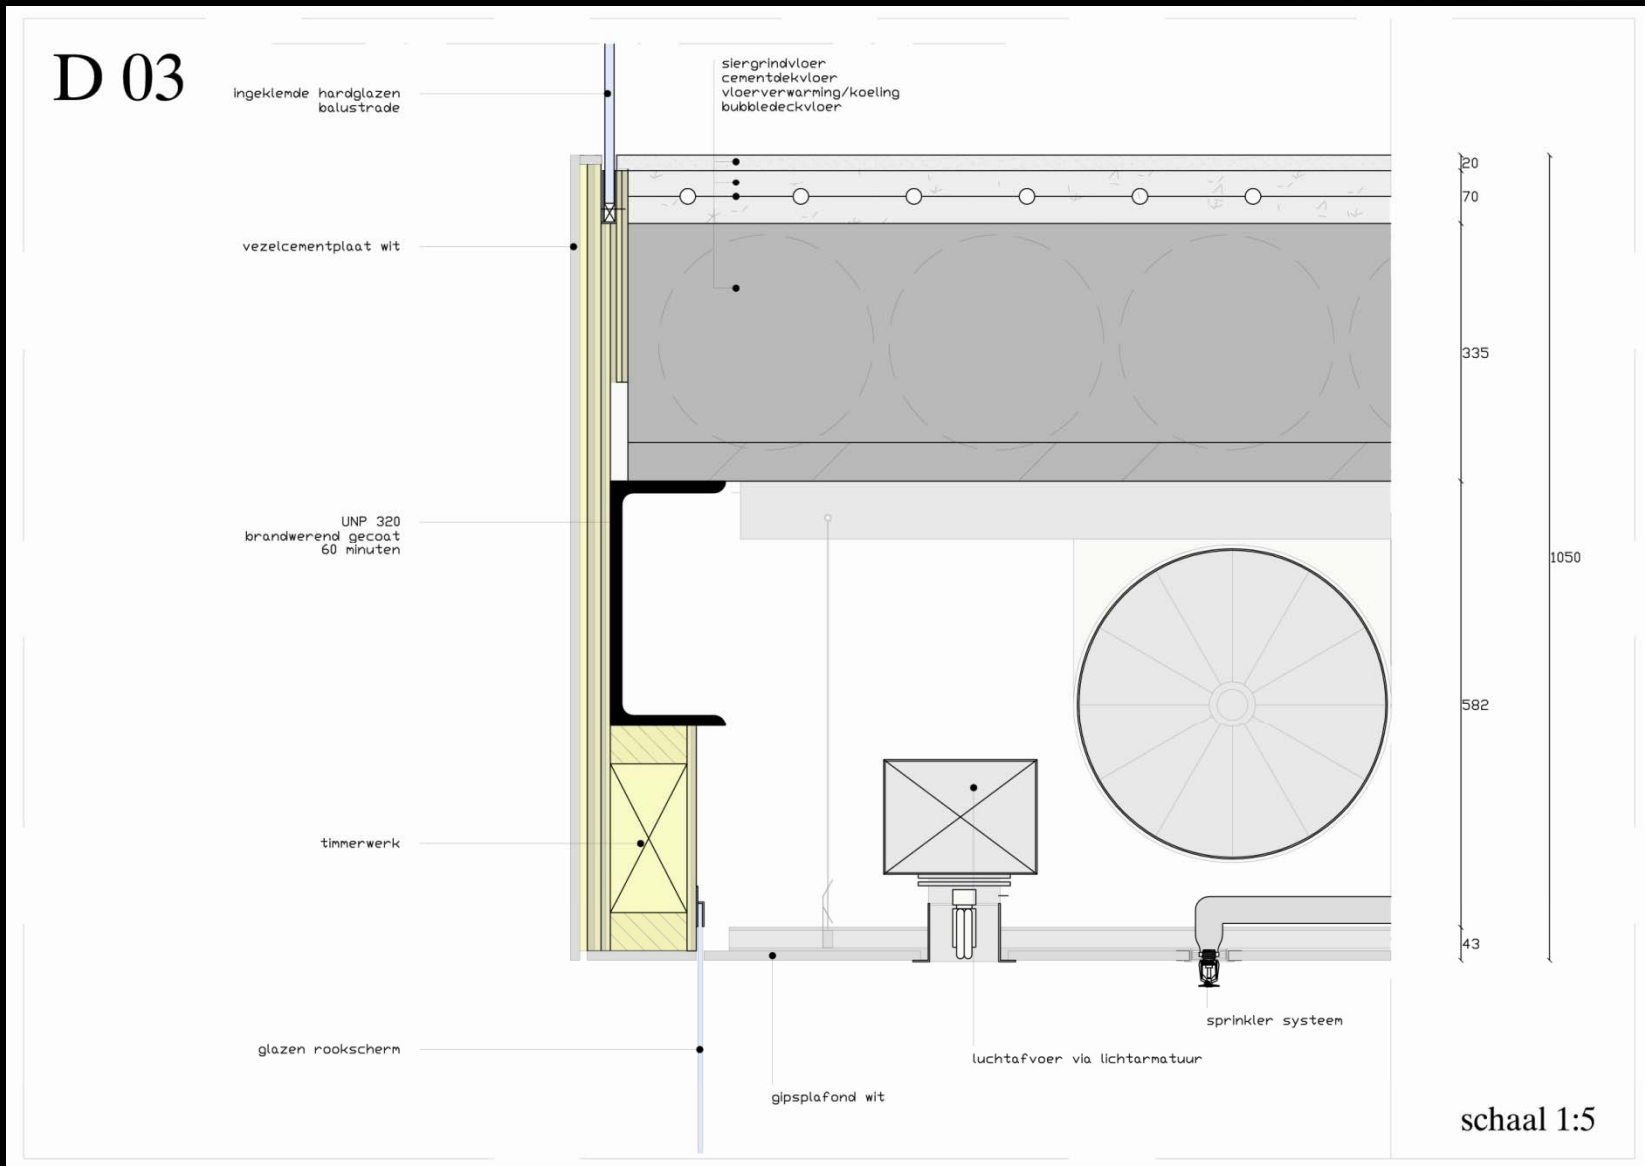 D 03
ingeklemde hardglazen
balustrade
siergrindvloer
cementdekvloer
vloerverwarming/koeling
bubbledeckvloer
20
70
vezelcementplaat wit
335
UNP 320
brandwerend gecoat
60 minuten
1050
582
timmerwerk
43
sprinkler systeem
glazen rookscherm
luchtafvoer via lichtarmatuur
gipsplafond wit
schaal 1:5